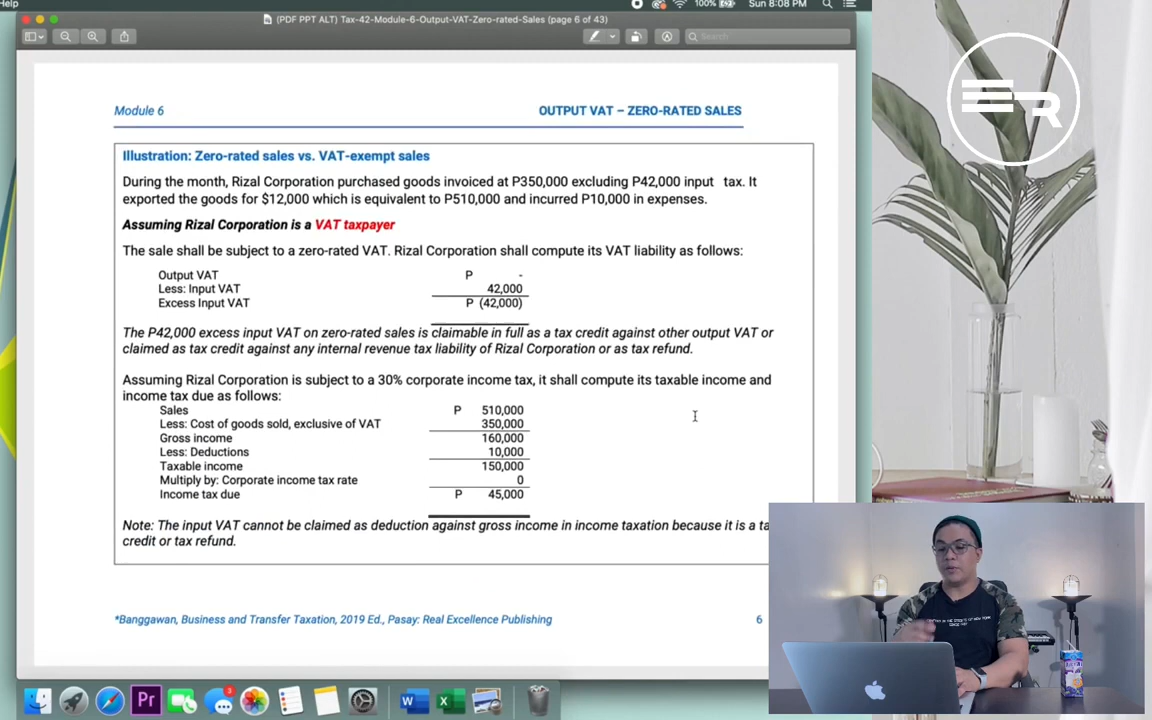 Help
100%
Sun 8:08 PM
(PDF PPT ALT) Tax-42-Module-6-Output-VAT-Zero-rated-Sales (page 6 of 43)
Search
ER
Module 6
OUTPUT VAT – ZERO-RATED SALES
Illustration: Zero-rated sales vs. VAT-exempt sales
During the month, Rizal Corporation purchased goods invoiced at P350,000 excluding P42,000 input tax. It
exported the goods for $12,000 which is equivalent to P510,000 and incurred P10,000 in expenses.
Assuming Rizal Corporation is a VAT taxpayer
The sale shall be subject to a zero-rated VAT. Rizal Corporation shall compute its VAT liability as follows:
Output VAT P -
Less: Input VAT 42,000
Excess Input VAT P (42,000)
The P42,000 excess input VAT on zero-rated sales is claimable in full as a tax credit against other output VAT or
claimed as tax credit against any internal revenue tax liability of Rizal Corporation or as tax refund.
Assuming Rizal Corporation is subject to a 30% corporate income tax, it shall compute its taxable income and
income tax due as follows:
Sales P 510,000
Less: Cost of goods sold, exclusive of VAT 350,000
Gross income 160,000
Less: Deductions 10,000
Taxable income 150,000
Multiply by: Corporate income tax rate 0
Income tax due P 45,000
Note: The input VAT cannot be claimed as deduction against gross income in income taxation because it is a ta
credit or tax refund.
*Banggawan, Business and Transfer Taxation, 2019 Ed., Pasay: Real Excellence Publishing
6
3
Pr
W
X